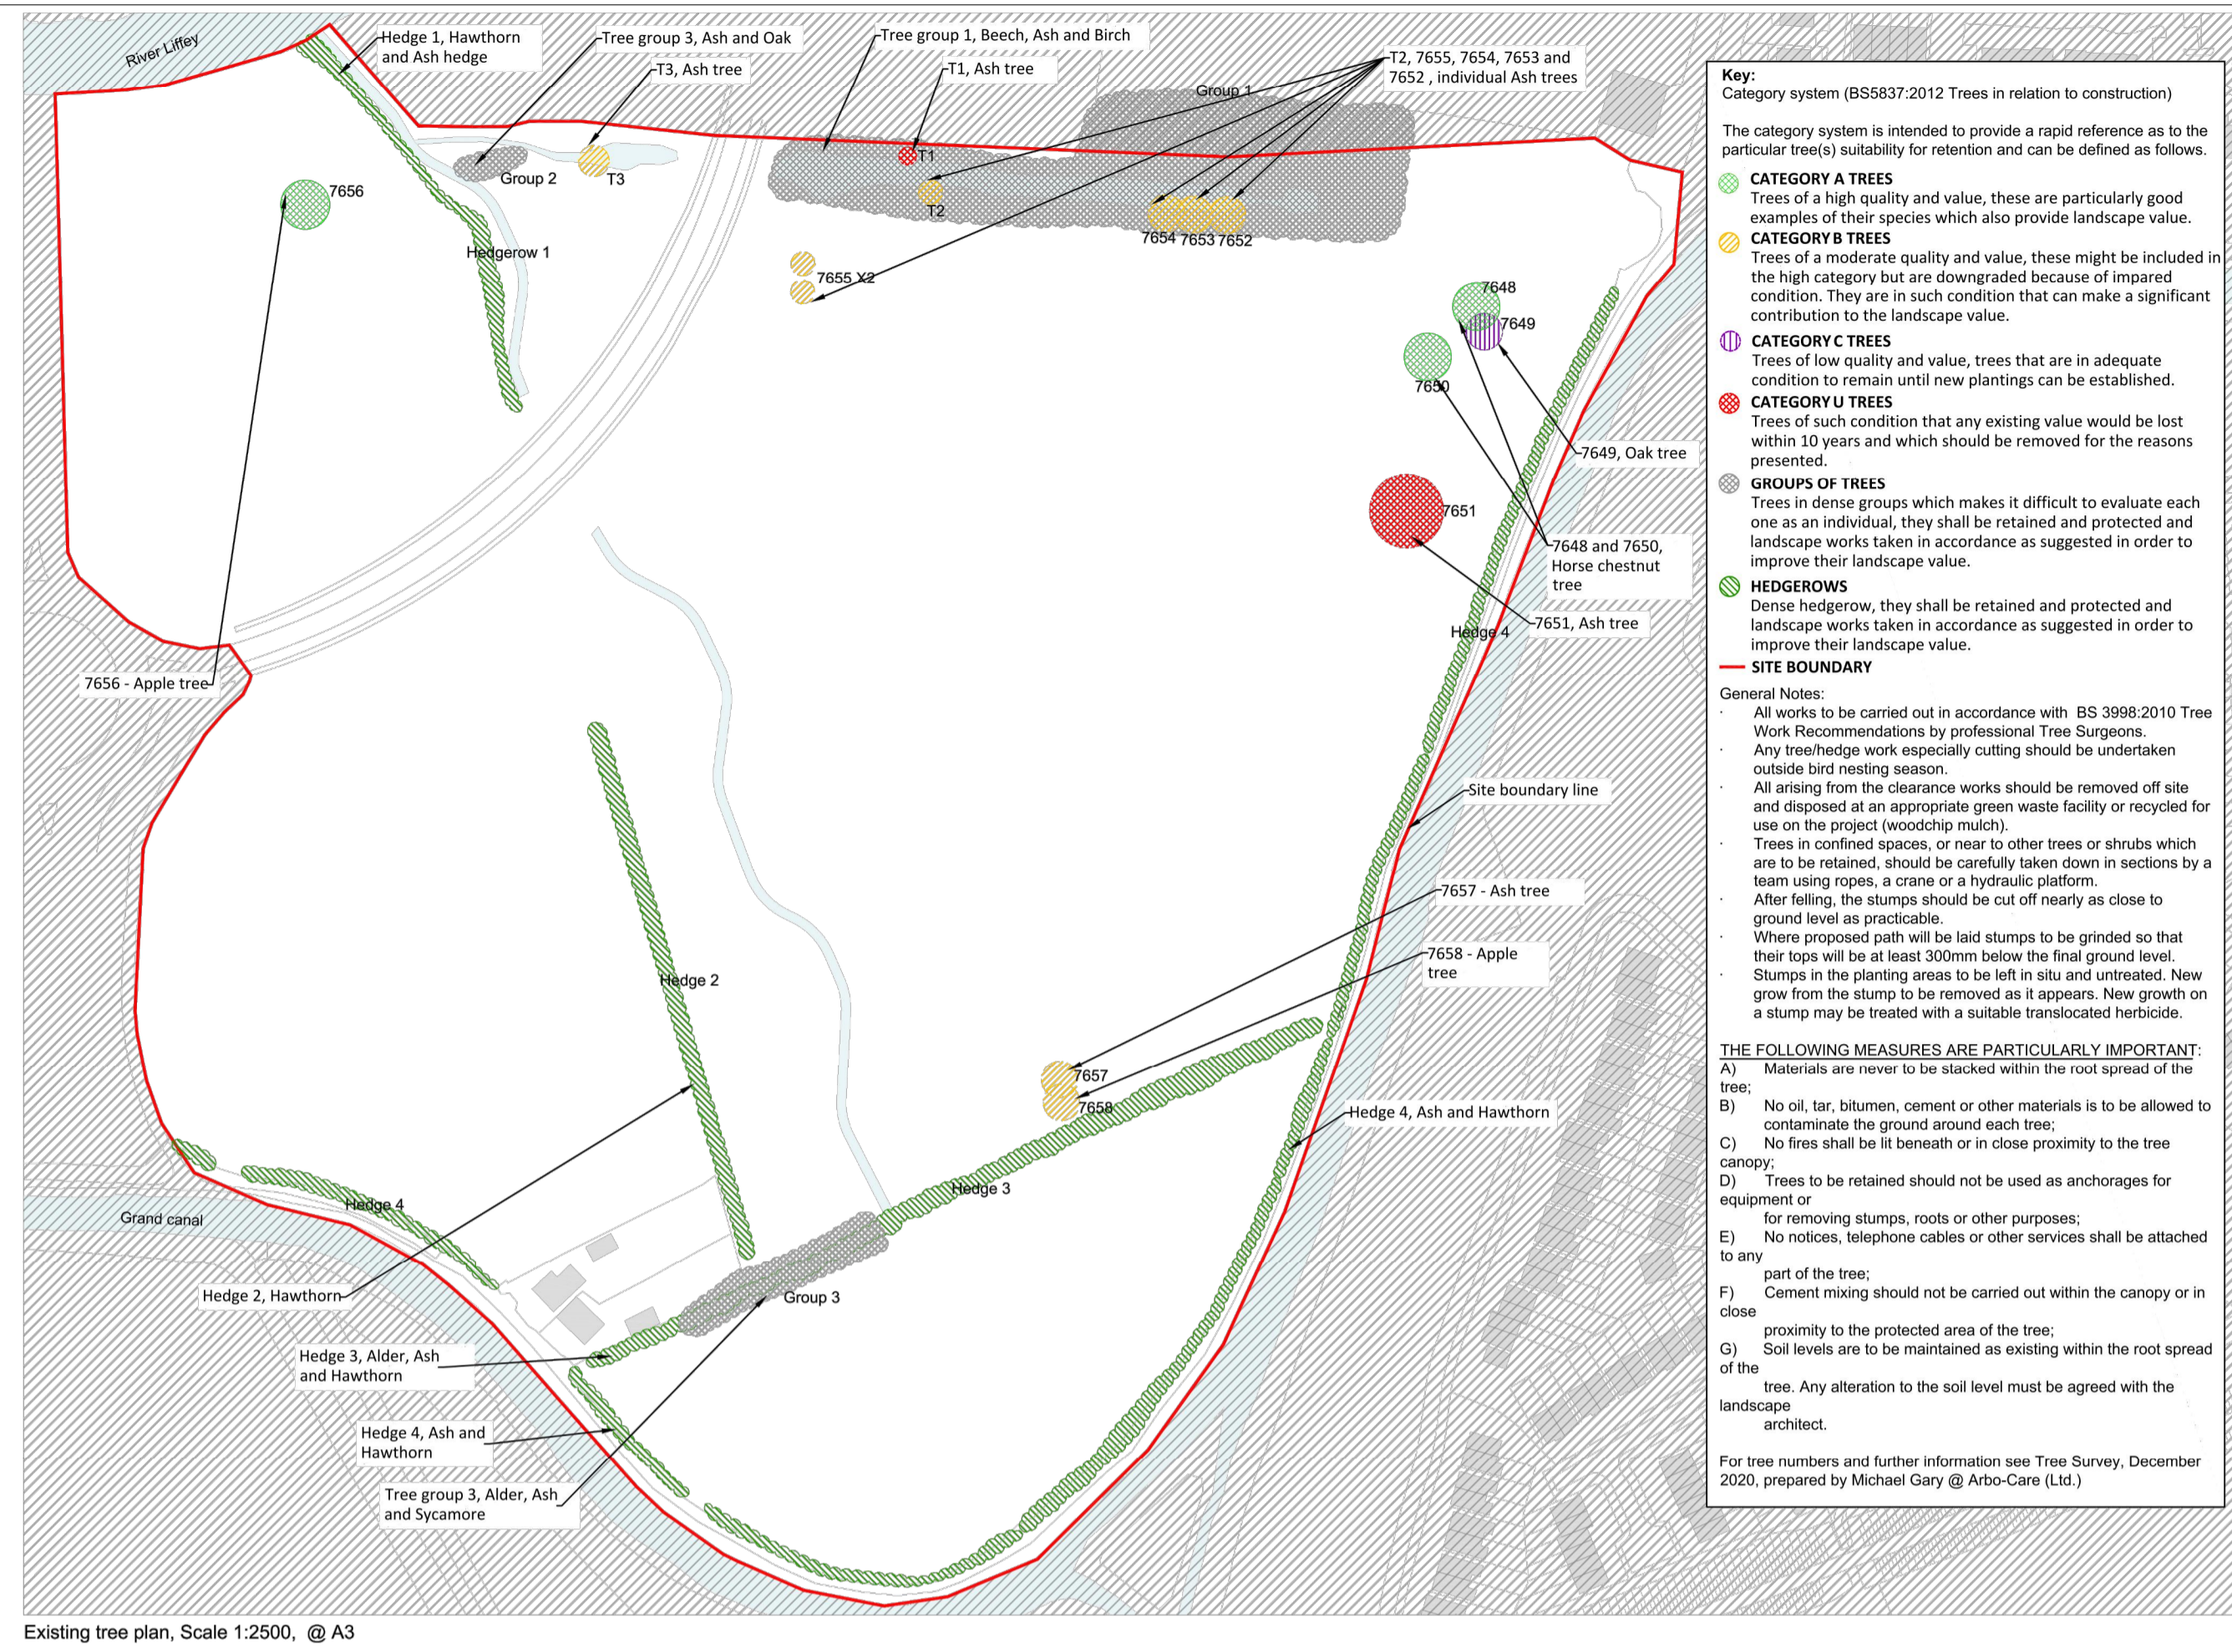 River Liffey
Hedge 1, Hawthorn
and Ash hedge
Tree group 3, Ash and Oak
T3, Ash tree
Tree group 1, Beech, Ash and Birch
T1, Ash tree
T2, 7655, 7654, 7653 and
7652 , individual Ash trees
Group 1
T1
T2
T3
Group 2
7656
Hedgerow 1
7654 7653 7652
7655 X2
7648
7649
7650
7649, Oak tree
7651
7648 and 7650,
Horse chestnut
tree
7651, Ash tree
Hedge 4
7656 - Apple tree
Site boundary line
7657 - Ash tree
7658 - Apple
tree
Hedge 2
7657
7658
Hedge 4, Ash and Hawthorn
Hedge 3
Hedge 4
Grand canal
Hedge 2, Hawthorn
Group 3
Hedge 3, Alder, Ash
and Hawthorn
Hedge 4, Ash and
Hawthorn
Tree group 3, Alder, Ash
and Sycamore
Existing tree plan, Scale 1:2500, @ A3
Key:
Category system (BS5837:2012 Trees in relation to construction)
The category system is intended to provide a rapid reference as to the
particular tree(s) suitability for retention and can be defined as follows.
CATEGORY A TREES
Trees of a high quality and value, these are particularly good
examples of their species which also provide landscape value.
CATEGORY B TREES
Trees of a moderate quality and value, these might be included in
the high category but are downgraded because of impared
condition. They are in such condition that can make a significant
contribution to the landscape value.
CATEGORY C TREES
Trees of low quality and value, trees that are in adequate
condition to remain until new plantings can be established.
CATEGORY U TREES
Trees of such condition that any existing value would be lost
within 10 years and which should be removed for the reasons
presented.
GROUPS OF TREES
Trees in dense groups which makes it difficult to evaluate each
one as an individual, they shall be retained and protected and
landscape works taken in accordance as suggested in order to
improve their landscape value.
HEDGEROWS
Dense hedgerow, they shall be retained and protected and
landscape works taken in accordance as suggested in order to
improve their landscape value.
SITE BOUNDARY
General Notes:
· All works to be carried out in accordance with BS 3998:2010 Tree
Work Recommendations by professional Tree Surgeons.
· Any tree/hedge work especially cutting should be undertaken
outside bird nesting season.
· All arising from the clearance works should be removed off site
and disposed at an appropriate green waste facility or recycled for
use on the project (woodchip mulch).
· Trees in confined spaces, or near to other trees or shrubs which
are to be retained, should be carefully taken down in sections by a
team using ropes, a crane or a hydraulic platform.
· After felling, the stumps should be cut off nearly as close to
ground level as practicable.
· Where proposed path will be laid stumps to be grinded so that
their tops will be at least 300mm below the final ground level.
· Stumps in the planting areas to be left in situ and untreated. New
grow from the stump to be removed as it appears. New growth on
a stump may be treated with a suitable translocated herbicide.
THE FOLLOWING MEASURES ARE PARTICULARLY IMPORTANT:
A) Materials are never to be stacked within the root spread of the
tree;
B) No oil, tar, bitumen, cement or other materials is to be allowed to
contaminate the ground around each tree;
C) No fires shall be lit beneath or in close proximity to the tree
canopy;
D) Trees to be retained should not be used as anchorages for
equipment or
for removing stumps, roots or other purposes;
E) No notices, telephone cables or other services shall be attached
to any
part of the tree;
F) Cement mixing should not be carried out within the canopy or in
close
proximity to the protected area of the tree;
G) Soil levels are to be maintained as existing within the root spread
of the
tree. Any alteration to the soil level must be agreed with the
landscape
architect.
For tree numbers and further information see Tree Survey, December
2020, prepared by Michael Gary @ Arbo-Care (Ltd.)